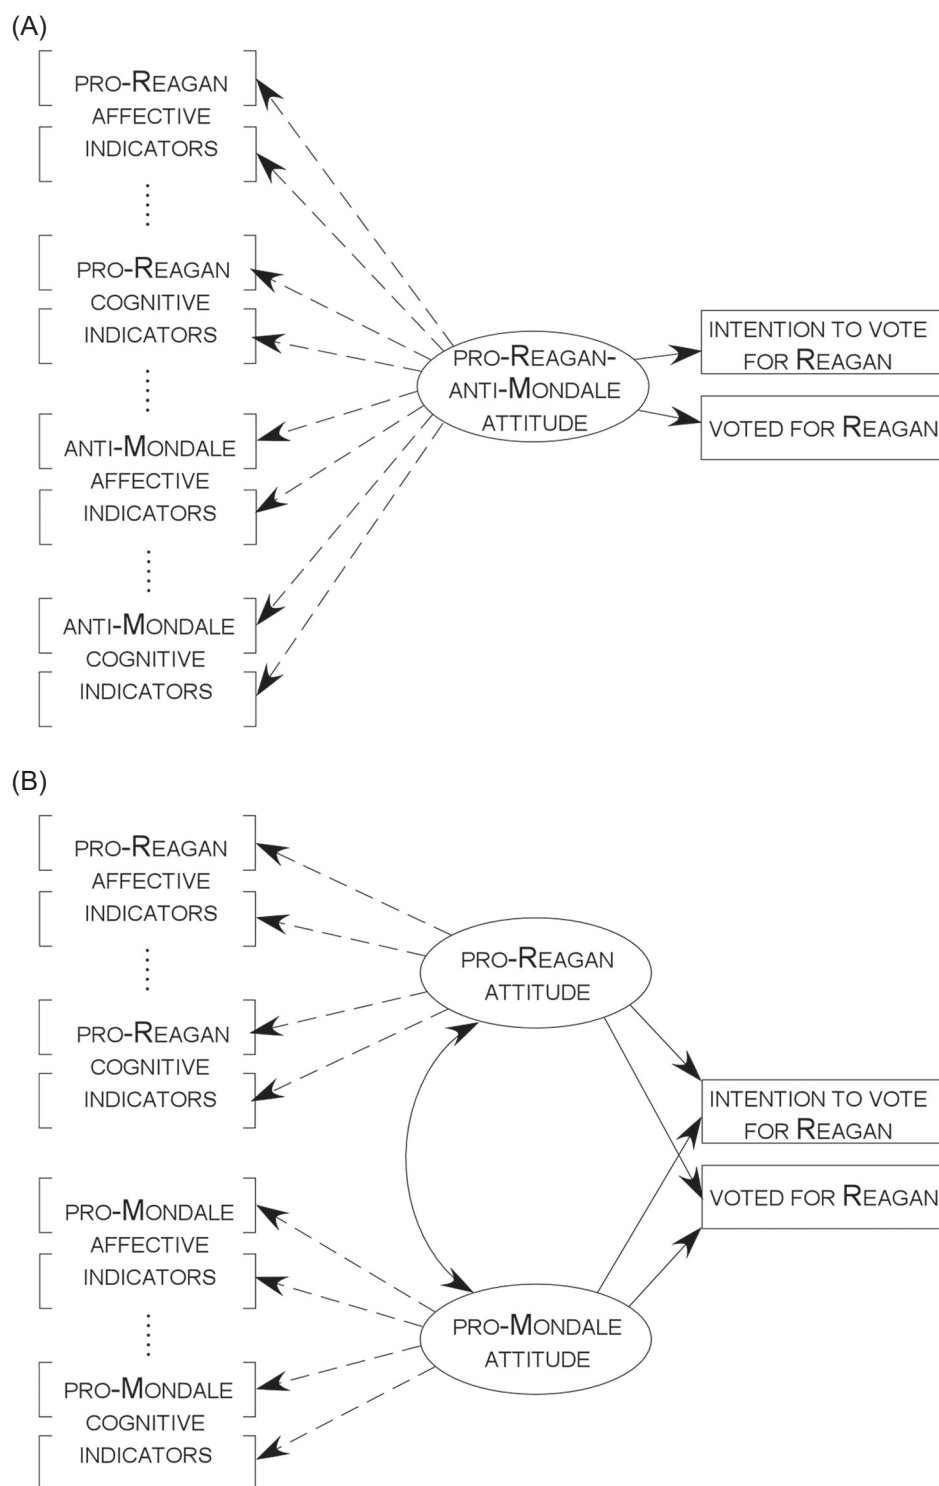 (A)
PRO-REAGAN
AFFECTIVE
INDICATORS
PRO-REAGAN
COGNITIVE
INDICATORS
ANTI-MONDALE
AFFECTIVE
INDICATORS
ANTI-MONDALE
COGNITIVE
INDICATORS
PRO-REAGAN-
ANTI-MONDALE
ATTITUDE
INTENTION TO VOTE
FOR REAGAN
VOTED FOR REAGAN
(B)
PRO-REAGAN
AFFECTIVE
INDICATORS
PRO-REAGAN
COGNITIVE
INDICATORS
PRO-MONDALE
AFFECTIVE
INDICATORS
PRO-MONDALE
COGNITIVE
INDICATORS
PRO-REAGAN
ATTITUDE
PRO-MONDALE
ATTITUDE
INTENTION TO VOTE
FOR REAGAN
VOTED FOR REAGAN